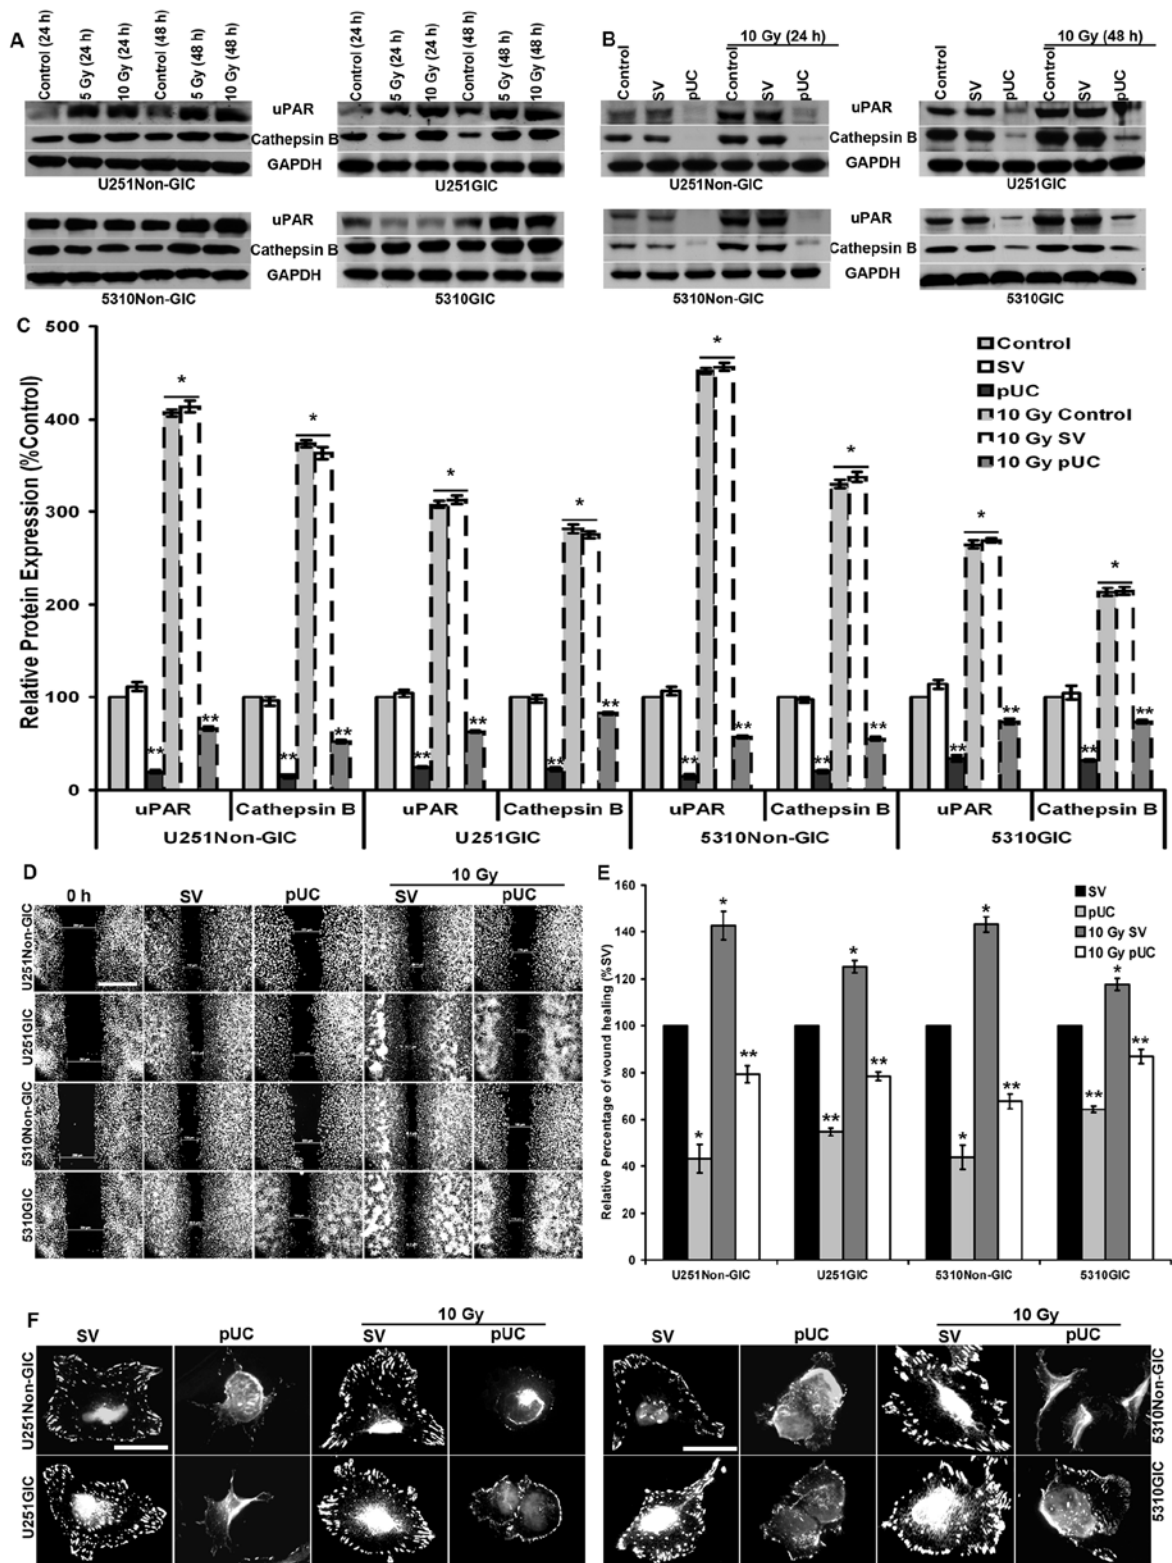 A
Control (24 h)
5 Gy (24 h)
10 Gy (24 h)
Control (48 h)
5 Gy (48 h)
10 Gy (48 h)
Control (24 h)
5 Gy (24 h)
10 Gy (24 h)
Control (48 h)
5 Gy (48 h)
10 Gy (48 h)
uPAR
Cathepsin B
GAPDH
U251Non-GIC
U251GIC
uPAR
Cathepsin B
GAPDH
5310Non-GIC
5310GIC
B
10 Gy (24 h)
10 Gy (48 h)
Control
SV
pUC
Control
SV
pUC
Control
SV
pUC
Control
SV
pUC
uPAR
Cathepsin B
GAPDH
U251Non-GIC
U251GIC
uPAR
Cathepsin B
GAPDH
5310Non-GIC
5310GIC
C
Relative Protein Expression (%Control)
500
400
300
200
100
0
Control
SV
pUC
10 Gy Control
10 Gy SV
10 Gy pUC
* * * * * * * *
** ** ** ** ** ** ** ** ** ** ** ** ** ** ** **
uPAR Cathepsin B uPAR Cathepsin B uPAR Cathepsin B uPAR Cathepsin B
U251Non-GIC U251GIC 5310Non-GIC 5310GIC
D
10 Gy
0 h SV pUC SV pUC
U251Non-GIC
U251GIC
5310Non-GIC
5310GIC
E
Relative Percentage of wound healing (%SV)
160
140
120
100
80
60
40
20
0
SV
pUC
10 Gy SV
10 Gy pUC
* * * *
* ** ** ** * ** ** **
U251Non-GIC U251GIC 5310Non-GIC 5310GIC
F
10 Gy
SV pUC SV pUC
U251Non-GIC
U251GIC
10 Gy
SV pUC SV pUC
5310Non-GIC
5310GIC